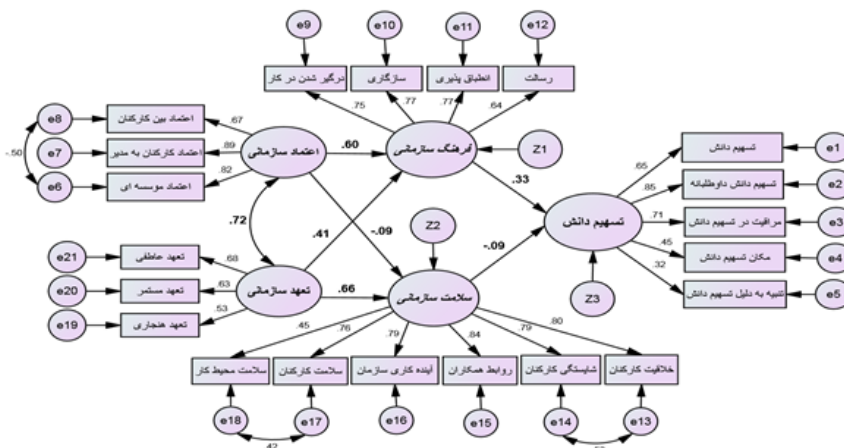 e9
e10
e11
e12
درگیر شدن در کار
سازگاری
انطباق پذیری
رسالت
.75
.77
.77
.64
e8
اعتماد بین کارکنان
.67
e7
اعتماد کارکنان به مدیر
.89
e6
اعتماد موسسه ای
.82
-.50
اعتماد سازمانی
.60
فرهنگ سازمانی
Z1
.33
.72
.41
-.09
Z2
-.09
تسهیم دانش
Z3
.65
تسهیم دانش
e1
.85
تسهیم دانش داوطلبانه
e2
.71
مراقبت در تسهیم دانش
e3
.45
مکان تسهیم دانش
e4
.32
تنبیه به دلیل تسهیم دانش
e5
e21
تعهد عاطفی
.68
e20
تعهد مستمر
.63
e19
تعهد هنجاری
.53
تعهد سازمانی
.66
سلامت سازمانی
.45
.76
.79
.84
.79
.80
سلامت محیط کار
سلامت کارکنان
آینده کاری سازمان
روابط همکاران
شایستگی کارکنان
خلاقیت کارکنان
e18
e17
e16
e15
e14
e13
.42